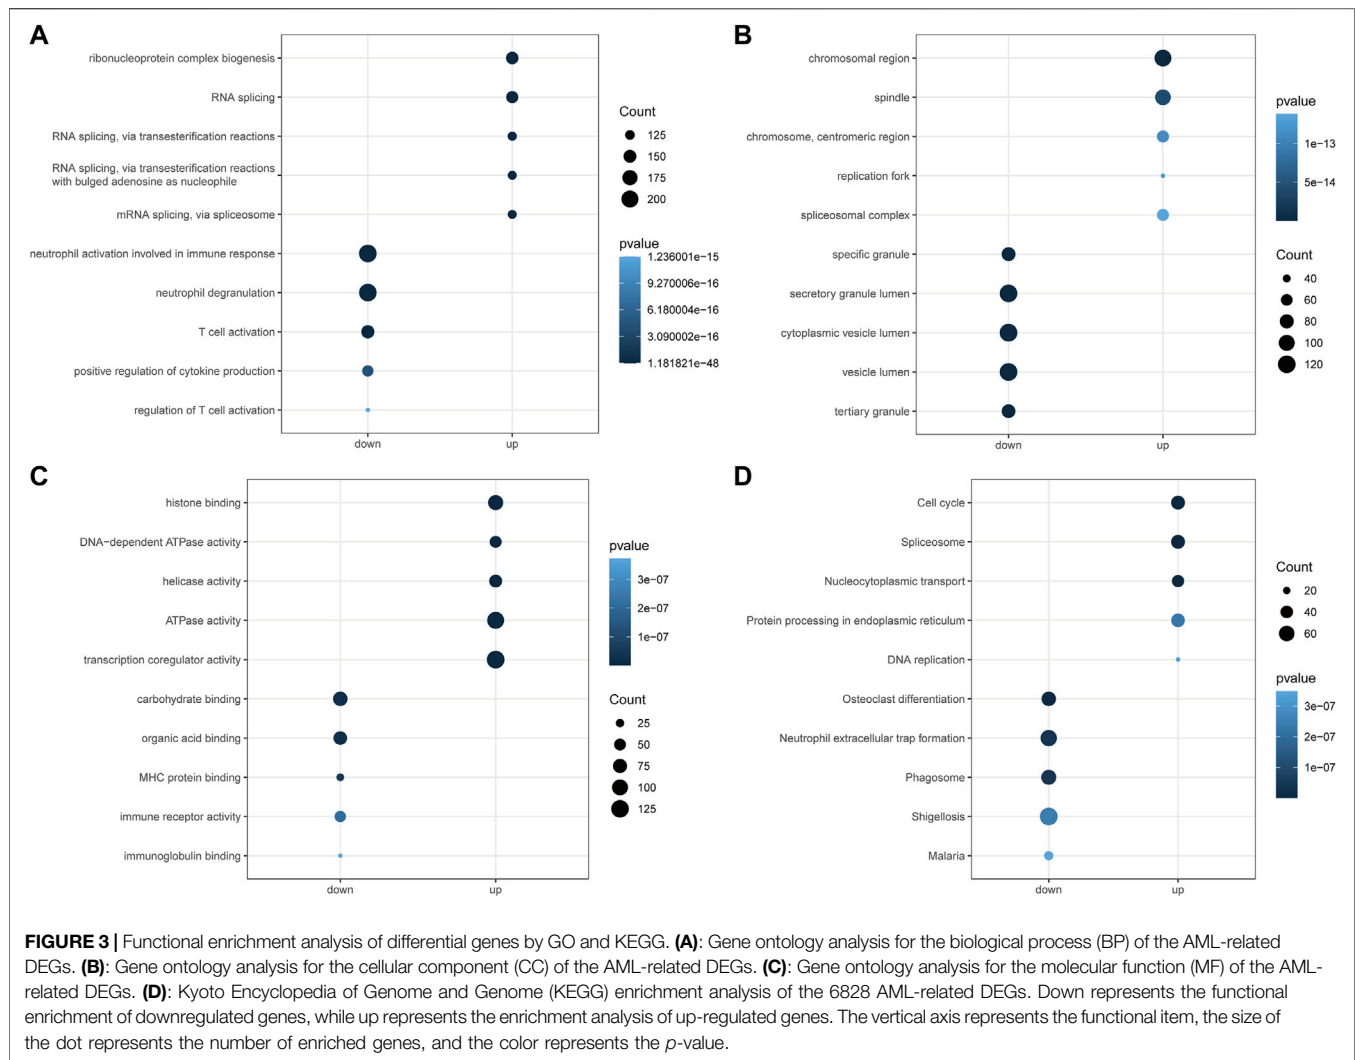 A
ribonucleoprotein complex biogenesis
RNA splicing
RNA splicing, via transesterification reactions
RNA splicing, via transesterification reactions
with bulged adenosine as nucleophile
mRNA splicing, via spliceosome
neutrophil activation involved in immune response
neutrophil degranulation
T cell activation
positive regulation of cytokine production
regulation of T cell activation
down
up
Count
125
150
175
200
pvalue
1.236001e−15
9.270006e−16
6.180004e−16
3.090002e−16
1.181821e−48
B
chromosomal region
spindle
chromosome, centromeric region
replication fork
spliceosomal complex
specific granule
secretory granule lumen
cytoplasmic vesicle lumen
vesicle lumen
tertiary granule
down
up
pvalue
1e−13
5e−14
Count
40
60
80
100
120
C
histone binding
DNA−dependent ATPase activity
helicase activity
ATPase activity
transcription coregulator activity
carbohydrate binding
organic acid binding
MHC protein binding
immune receptor activity
immunoglobulin binding
down
up
pvalue
3e−07
2e−07
1e−07
Count
25
50
75
100
125
D
Cell cycle
Spliceosome
Nucleocytoplasmic transport
Protein processing in endoplasmic reticulum
DNA replication
Osteoclast differentiation
Neutrophil extracellular trap formation
Phagosome
Shigellosis
Malaria
down
up
Count
20
40
60
pvalue
3e−07
2e−07
1e−07
FIGURE 3 | Functional enrichment analysis of differential genes by GO and KEGG. (A): Gene ontology analysis for the biological process (BP) of the AML-related
DEGs. (B): Gene ontology analysis for the cellular component (CC) of the AML-related DEGs. (C): Gene ontology analysis for the molecular function (MF) of the AML-
related DEGs. (D): Kyoto Encyclopedia of Genome and Genome (KEGG) enrichment analysis of the 6828 AML-related DEGs. Down represents the functional
enrichment of downregulated genes, while up represents the enrichment analysis of up-regulated genes. The vertical axis represents the functional item, the size of
the dot represents the number of enriched genes, and the color represents the p-value.